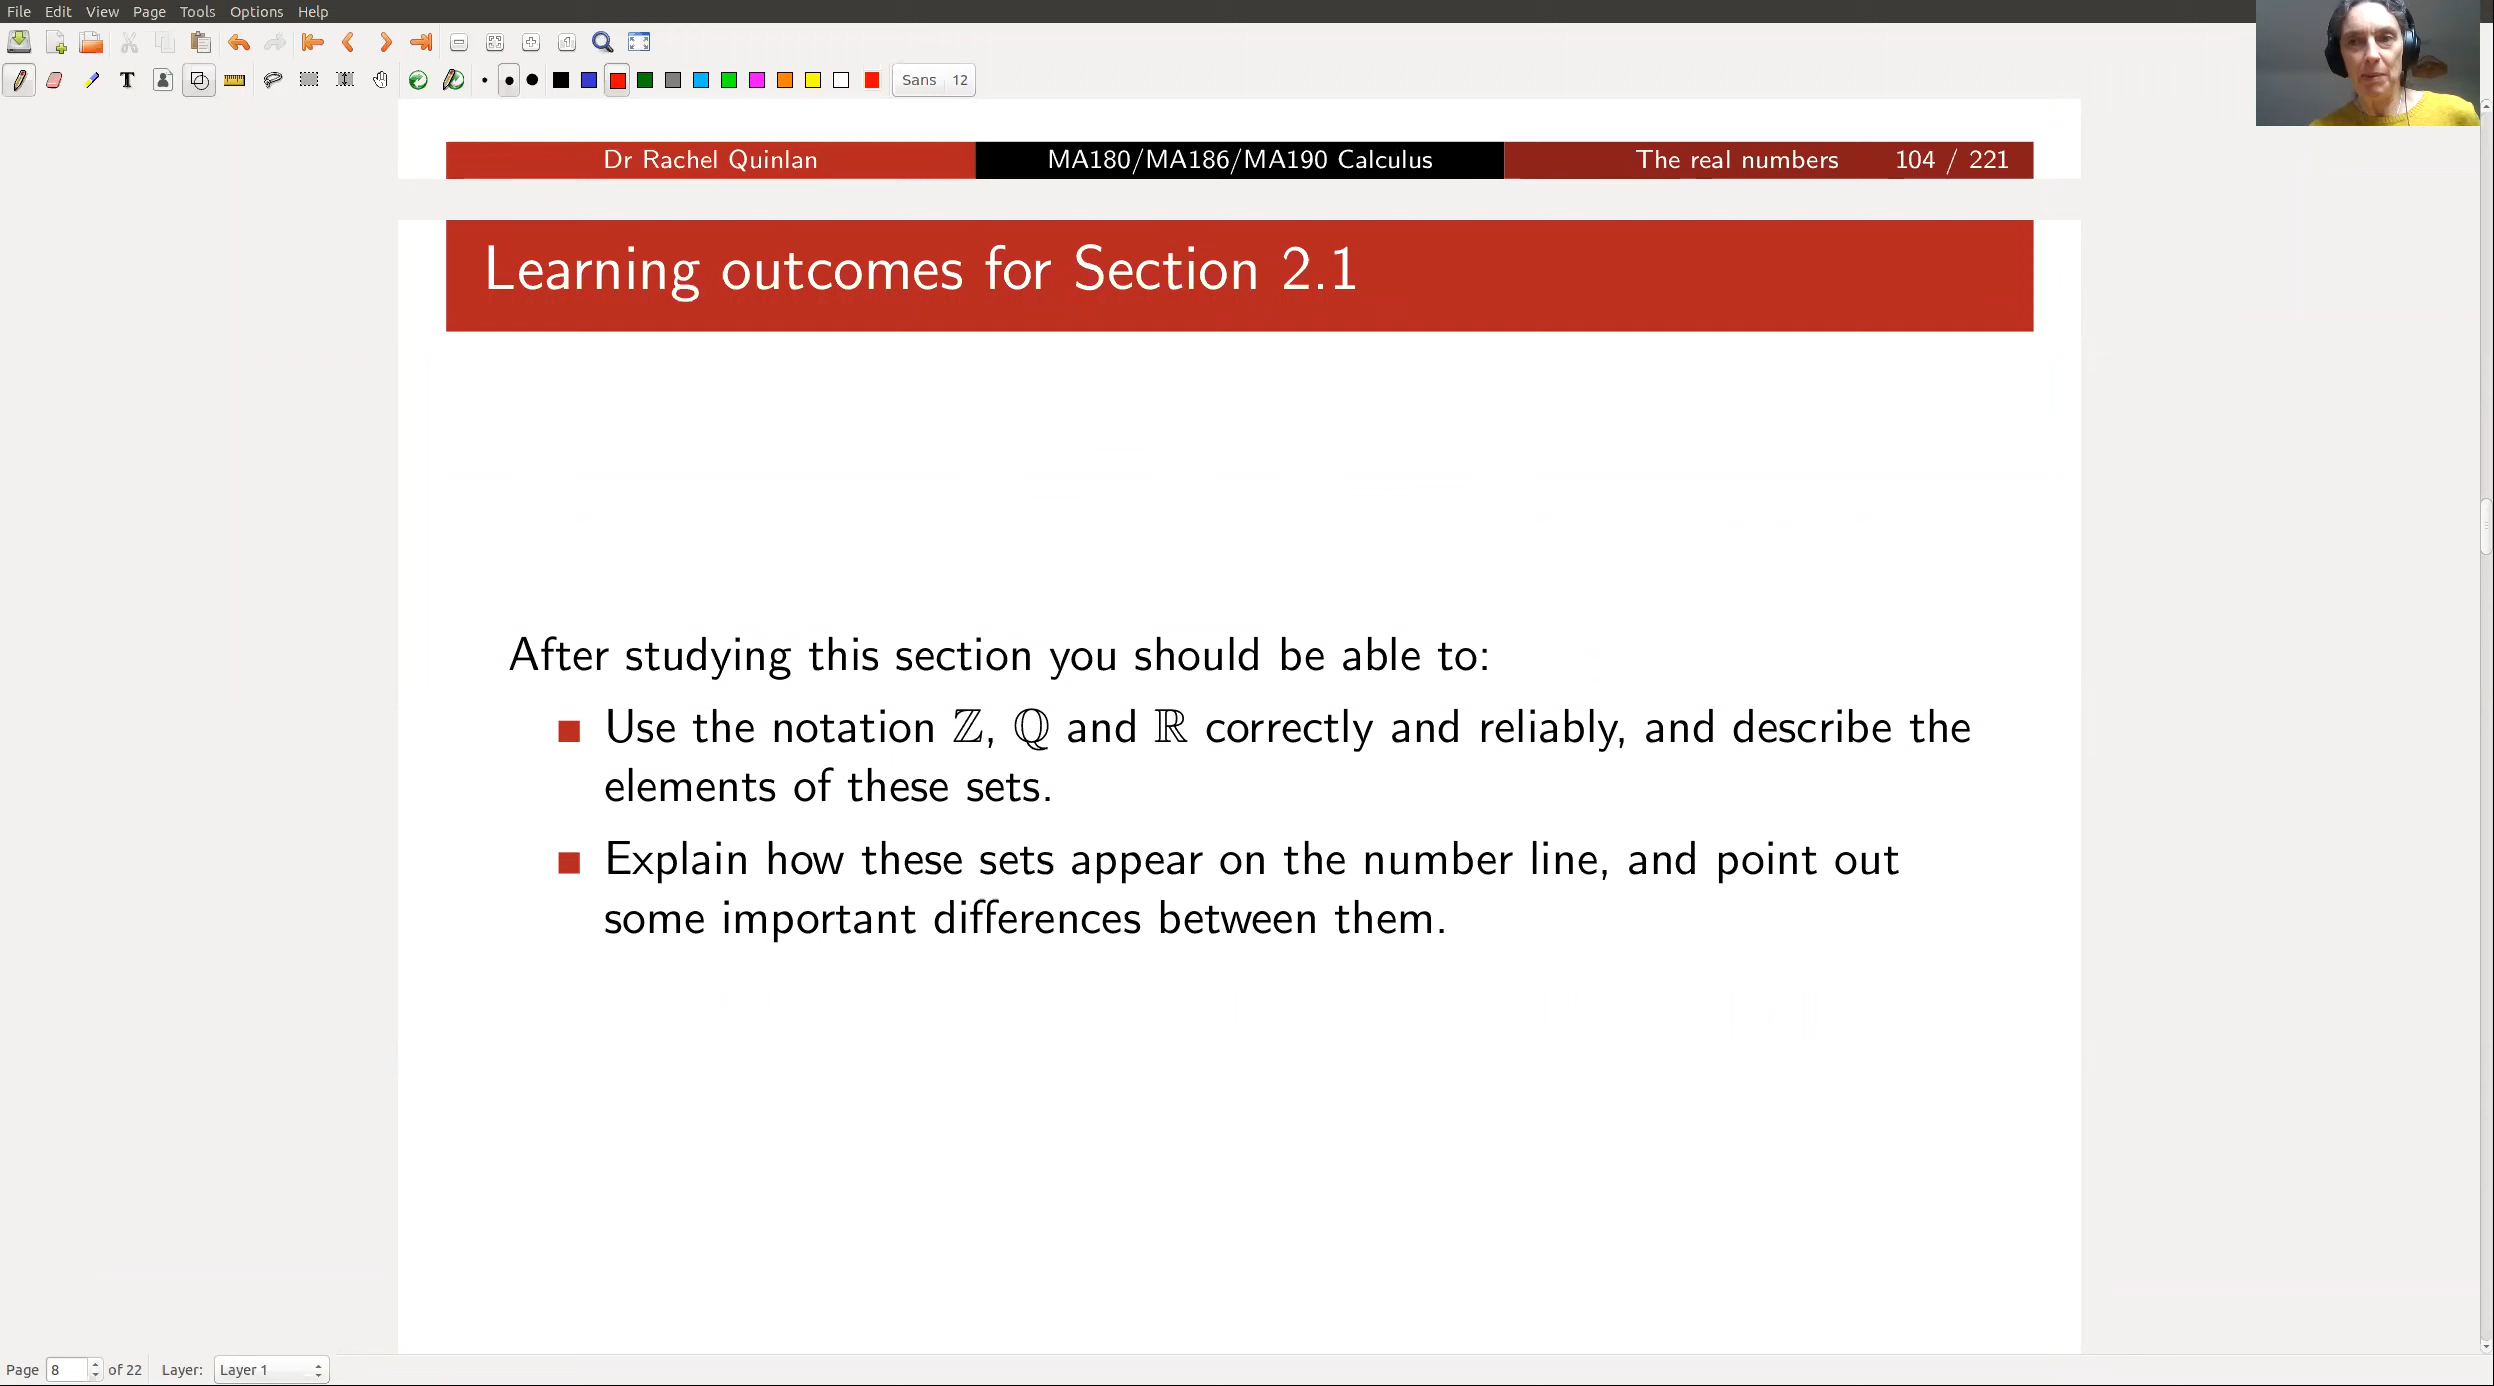 File Edit View Page Tools Options Help
T Sans 12
Dr Rachel Quinlan MA180/MA186/MA190 Calculus The real numbers 104 / 221
Learning outcomes for Section 2.1
After studying this section you should be able to:
Use the notation ℤ, ℚ and ℝ correctly and reliably, and describe the
elements of these sets.
Explain how these sets appear on the number line, and point out
some important differences between them.
Page 8 of 22 Layer: Layer 1